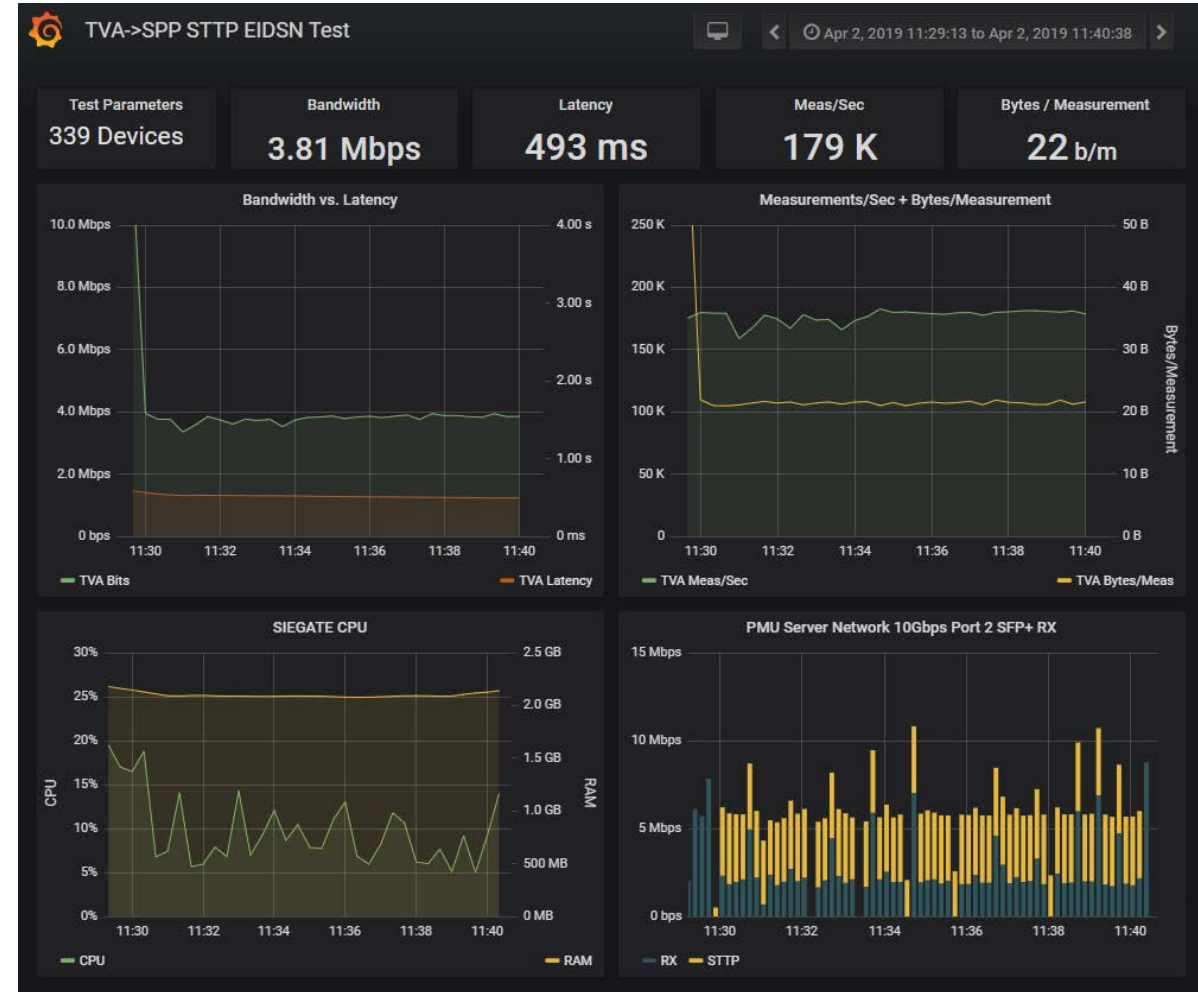 TVA->SPP STTP EIDSN Test
Apr 2, 2019 11:29:13 to Apr 2, 2019 11:40:38
Test Parameters
339 Devices
Bandwidth
3.81 Mbps
Latency
493 ms
Meas/Sec
179 K
Bytes / Measurement
22 b/m
Bandwidth vs. Latency
10.0 Mbps
8.0 Mbps
6.0 Mbps
4.0 Mbps
2.0 Mbps
0 bps
4.00 s
3.00 s
2.00 s
1.00 s
0 ms
11:30 11:32 11:34 11:36 11:38 11:40
TVA Bits TVA Latency
Measurements/Sec + Bytes/Measurement
250 K
200 K
150 K
100 K
50 K
0
50 B
40 B
30 B
20 B
10 B
0 B
Bytes/Measurement
11:30 11:32 11:34 11:36 11:38 11:40
TVA Meas/Sec TVA Bytes/Meas
SIEGATE CPU
30%
25%
20%
15%
10%
5%
0%
CPU
2.5 GB
2.0 GB
1.5 GB
1.0 GB
500 MB
0 MB
RAM
11:30 11:32 11:34 11:36 11:38 11:40
CPU RAM
PMU Server Network 10Gbps Port 2 SFP+ RX
15 Mbps
10 Mbps
5 Mbps
0 bps
11:30 11:32 11:34 11:36 11:38 11:40
RX STTP